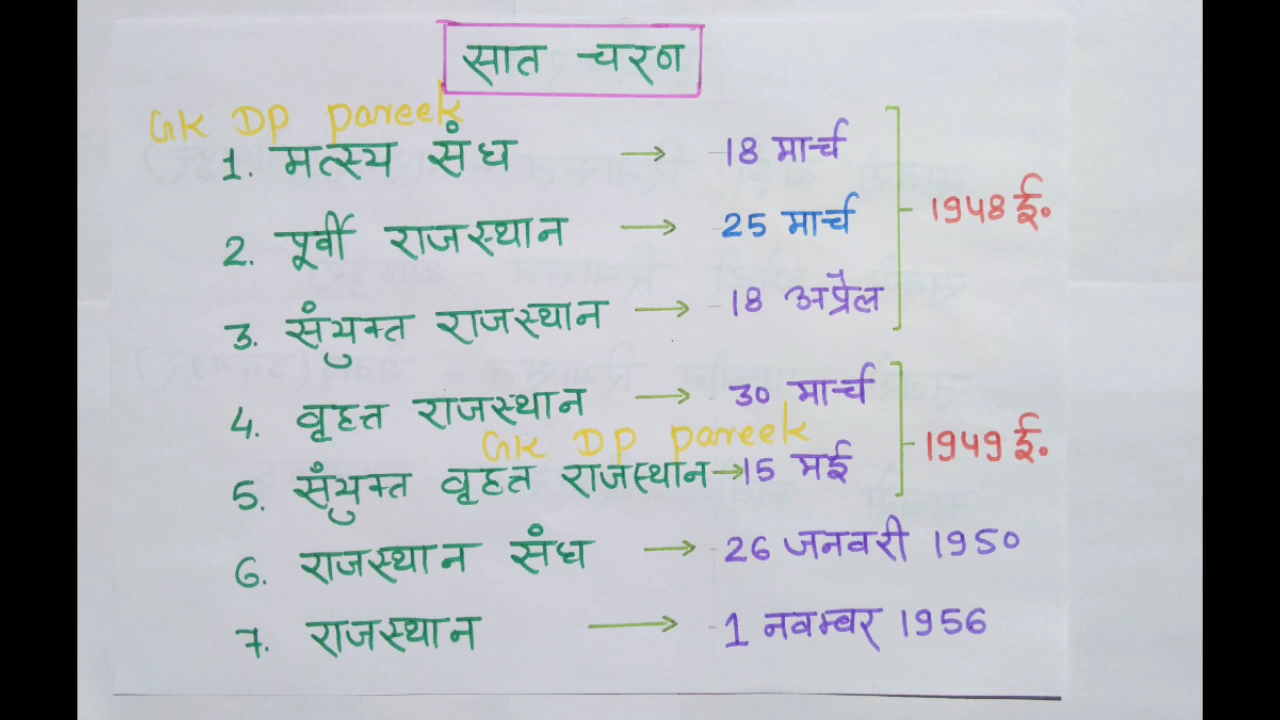 सात चरण
GK DP pareek
1. मत्स्य संघ → 18 मार्च
2. पूर्वी राजस्थान → 25 मार्च
1948 ई.
3. संयुक्त राजस्थान → 18 अप्रैल
4. वृहत्त राजस्थान → 30 मार्च
GK DP pareek
1949 ई.
5. संयुक्त वृहत्त राजस्थान → 15 मई
6. राजस्थान संघ → 26 जनवरी 1950
7. राजस्थान → 1 नवम्बर 1956